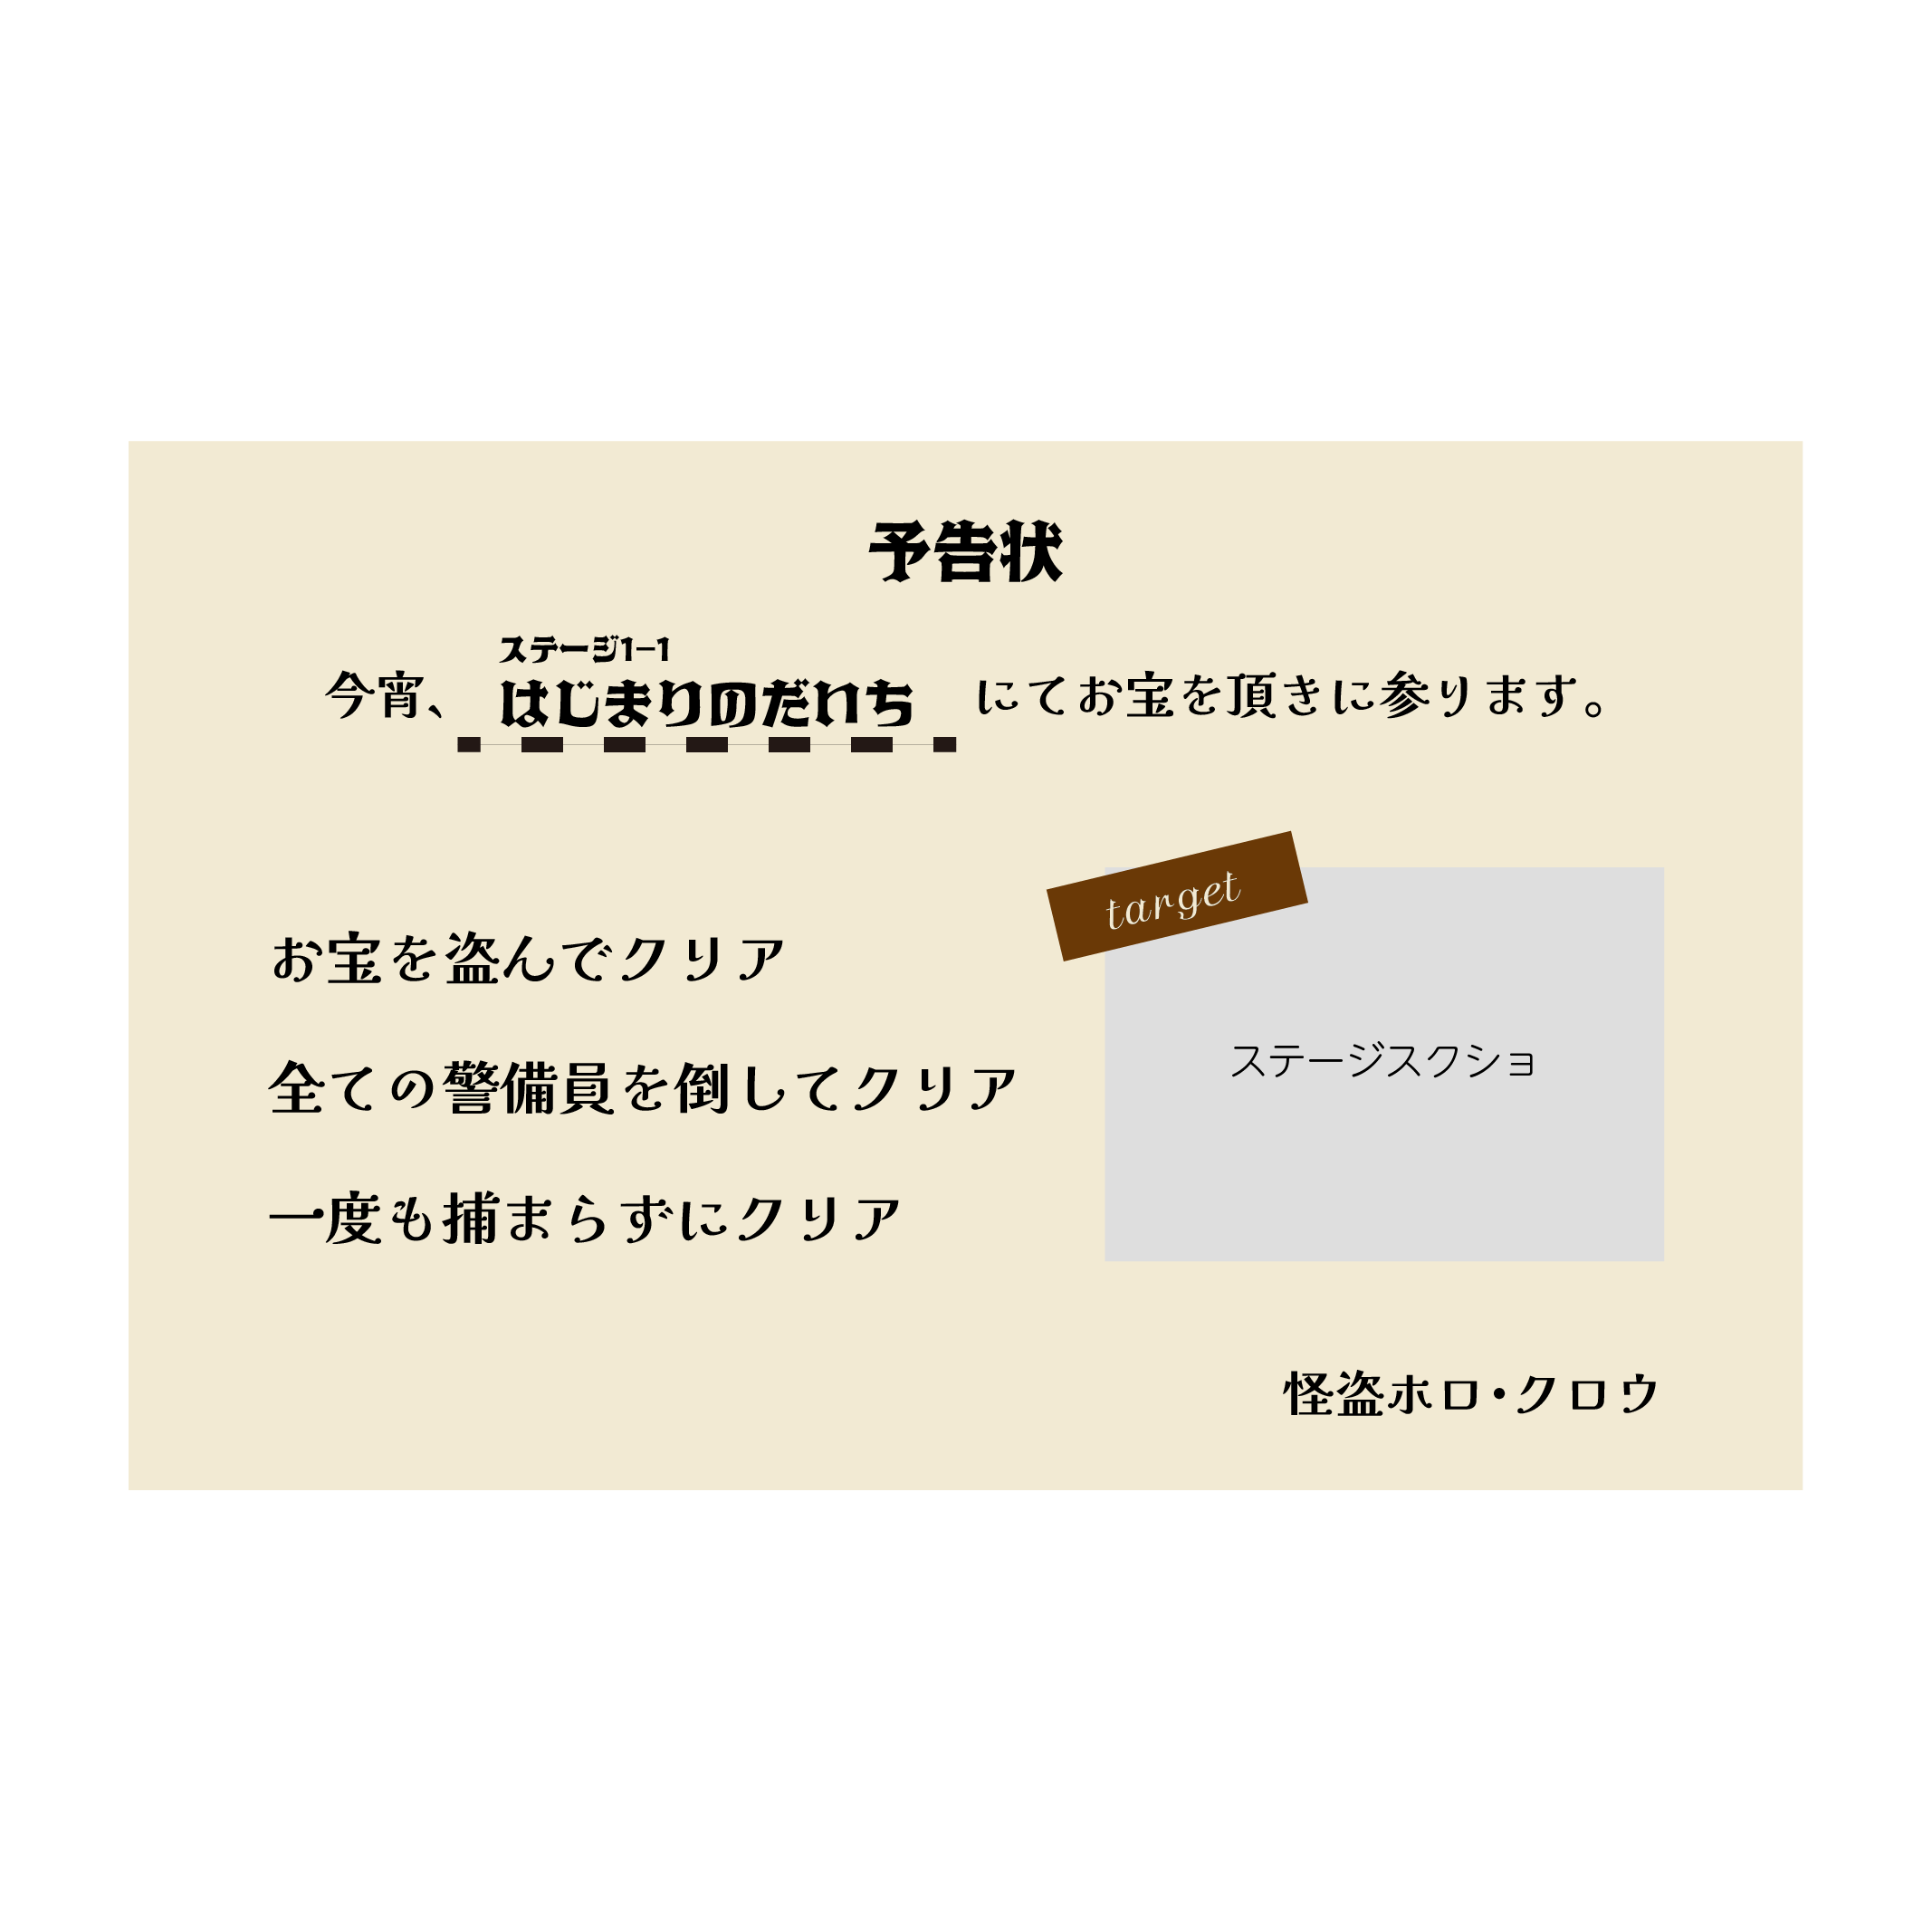 予告状
ステージ1-1
今宵、 はじまりのだいち にてお宝を頂きに参ります。
target
お宝を盗んでクリア
ステージスクショ
全ての警備員を倒してクリア
一度も捕まらずにクリア
怪盗ホロ・クロウ